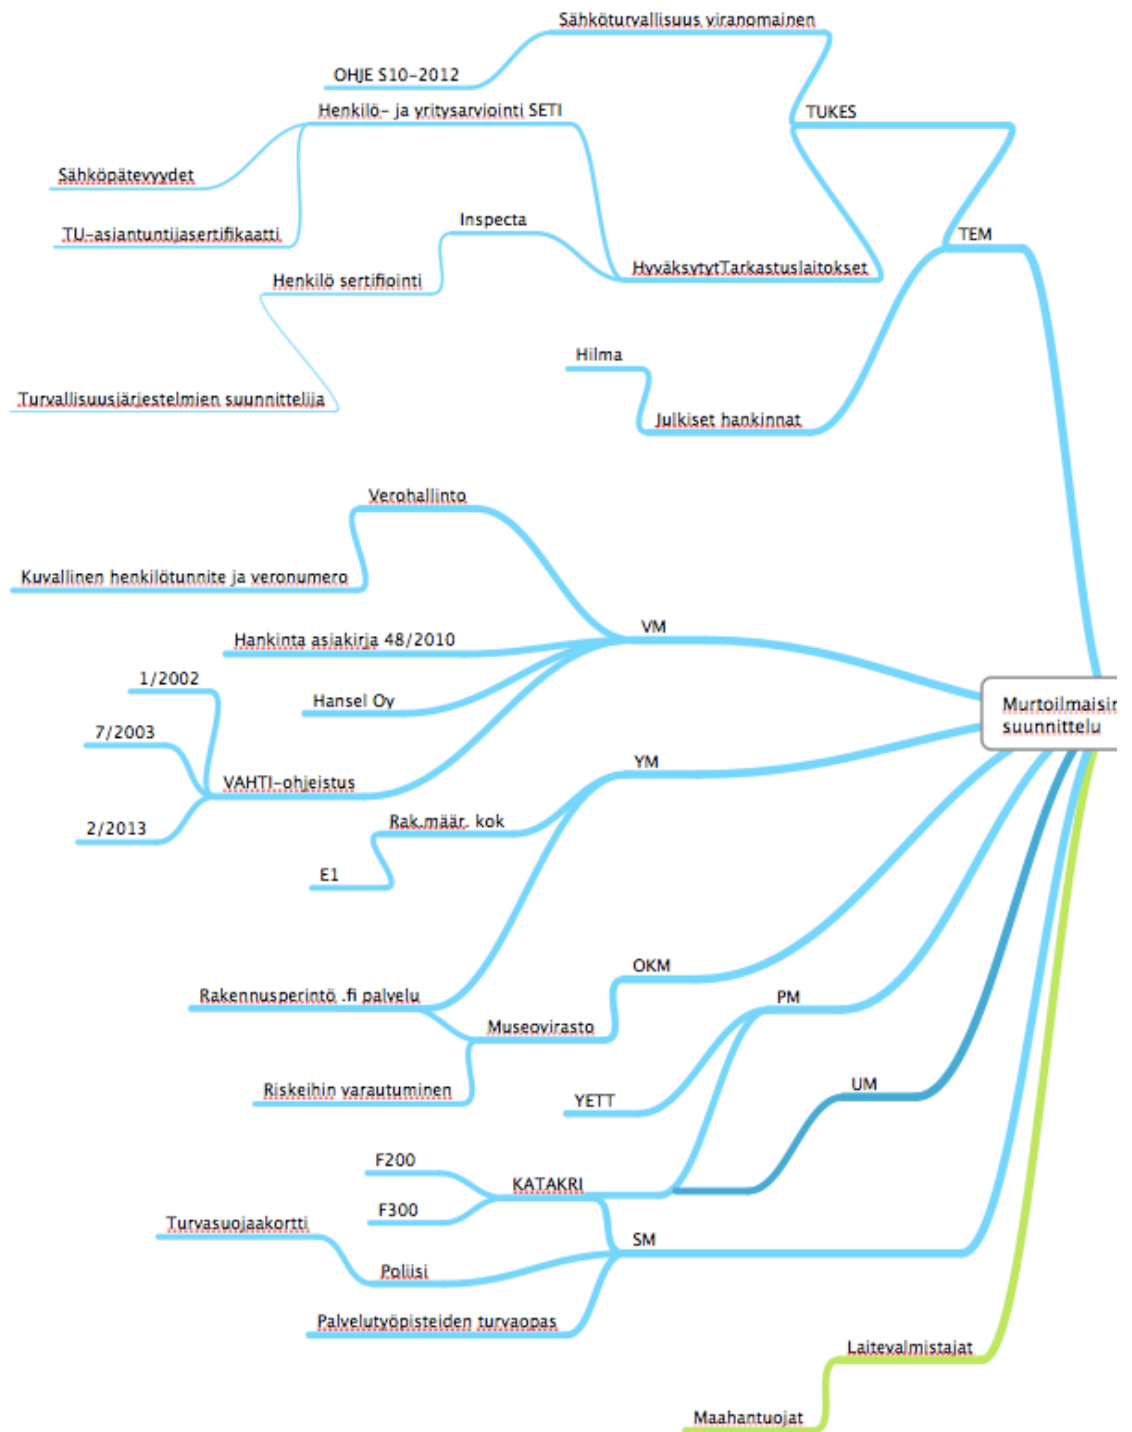 Sähköturvallisuus viranomainen
OHJE S10-2012
Henkilö- ja yritysarviointi SETI
TUKES
Sähköpätevyydet
TU-asiantuntijasertifikaatti
Inspecta
TEM
HyväksytytTarkastuslaitokset
Henkilö sertifiointi
Hilma
Turvallisuusjärjestelmien suunnittelija
Julkiset hankinnat
Verohallinto
Kuvallinen henkilötunnite ja veronumero
VM
Hankinta asiakirja 48/2010
1/2002
Hansel Oy
Murtoilmaisin
suunnittelu
7/2003
YM
VAHTI-ohjeistus
2/2013
Rak.määr. kok
E1
OKM
Rakennusperintö .fi palvelu
PM
Museovirasto
Riskeihin varautuminen
UM
YETT
F200
KATAKRI
F300
Turvasuojaakortti
SM
Poliisi
Palvelutyöpisteiden turvaopas
Laitevalmistajat
Maahantuojat